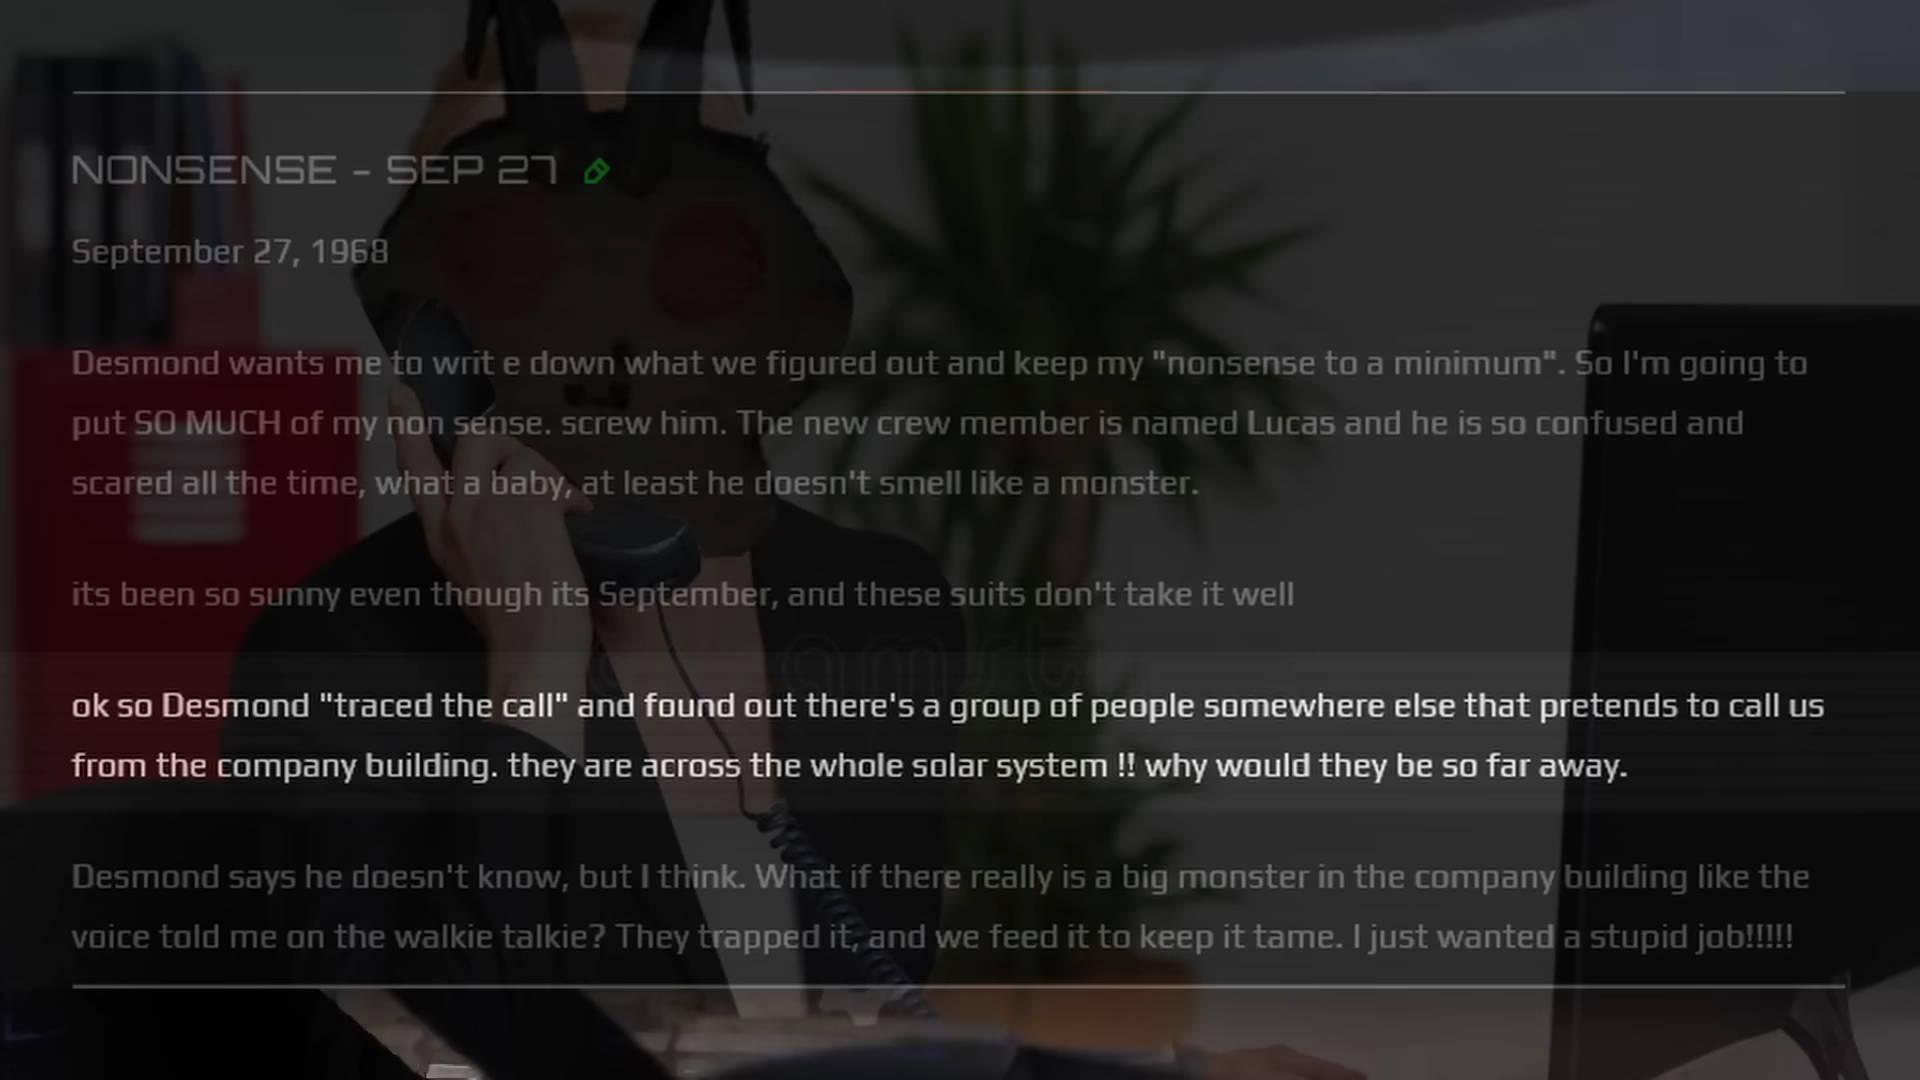 NONSENSE - SEP 27
September 27, 1968
Desmond wants me to writ e down what we figured out and keep my "nonsense to a minimum". So I'm going to
put SO MUCH of my non sense. screw him. The new crew member is named Lucas and he is so confused and
scared all the time, what a baby, at least he doesn't smell like a monster.
its been so sunny even though its September, and these suits don't take it well
ok so Desmond "traced the call" and found out there's a group of people somewhere else that pretends to call us
from the company building. they are across the whole solar system !! why would they be so far away.
Desmond says he doesn't know, but I think. What if there really is a big monster in the company building like the
voice told me on the walkie talkie? They trapped it, and we feed it to keep it tame. I just wanted a stupid job!!!!!